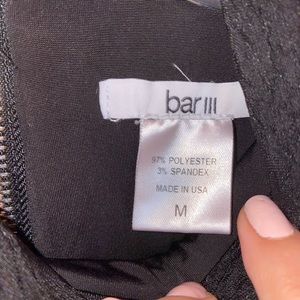 bar III
97% POLYESTER
3% SPANDEX
MADE IN USA
M